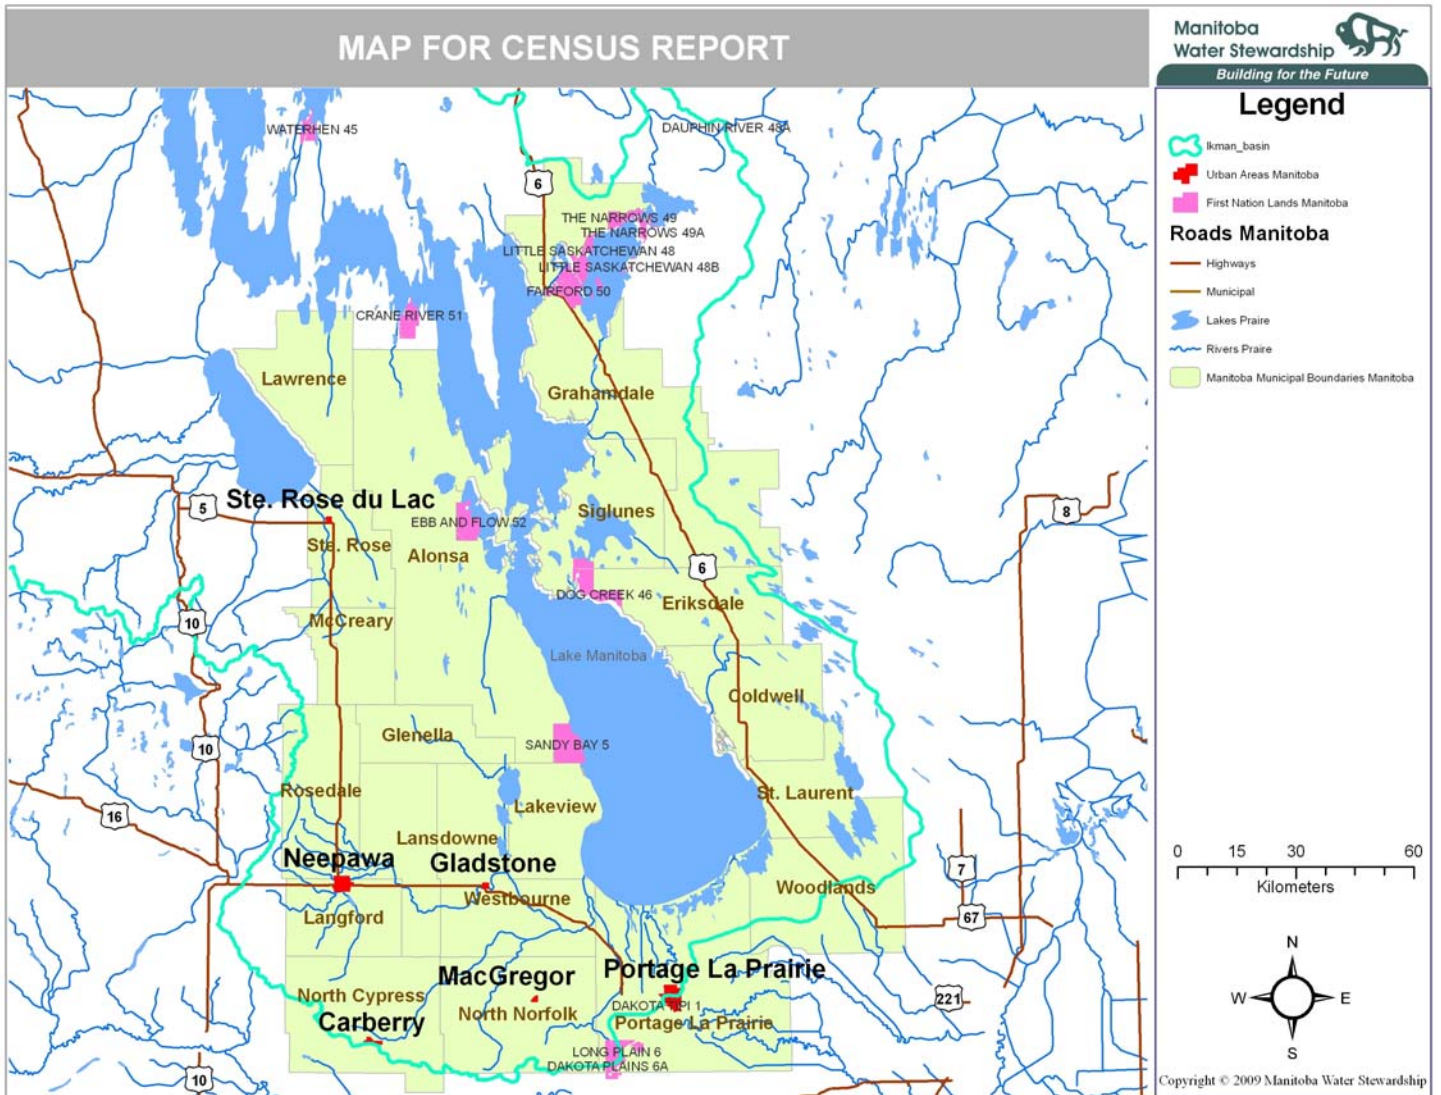 MAP FOR CENSUS REPORT
Manitoba
Water Stewardship
Building for the Future
Legend
lkman_basin
Urban Areas Manitoba
First Nation Lands Manitoba
Roads Manitoba
Highways
Municipal
Lakes Praire
Rivers Praire
Manitoba Municipal Boundaries Manitoba
WATERHEN 45
DAUPHIN RIVER 48A
6
THE NARROWS 49
THE NARROWS 49A
LITTLE SASKATCHEWAN 48
LITTLE SASKATCHEWAN 48B
FAIRFORD 50
CRANE RIVER 51
Lawrence
Grahamdale
Ste. Rose du Lac
5
EBB AND FLOW 52
Siglunes
8
Ste. Rose
Alonsa
6
DOG CREEK 46
Eriksdale
10
McCreary
Lake Manitoba
Coldwell
Glenella
10
SANDY BAY 5
Rosedale
St. Laurent
Lakeview
16
Lansdowne
Neepawa
Gladstone
7
Woodlands
Westbourne
Langford
67
MacGregor
Portage La Prairie
North Cypress
221
DAKOTA TIPI 1
North Norfolk
Carberry
Portage La Prairie
LONG PLAIN 6
DAKOTA PLAINS 6A
10
0 15 30 60
Kilometers
N
W E
S
Copyright © 2009 Manitoba Water Stewardship